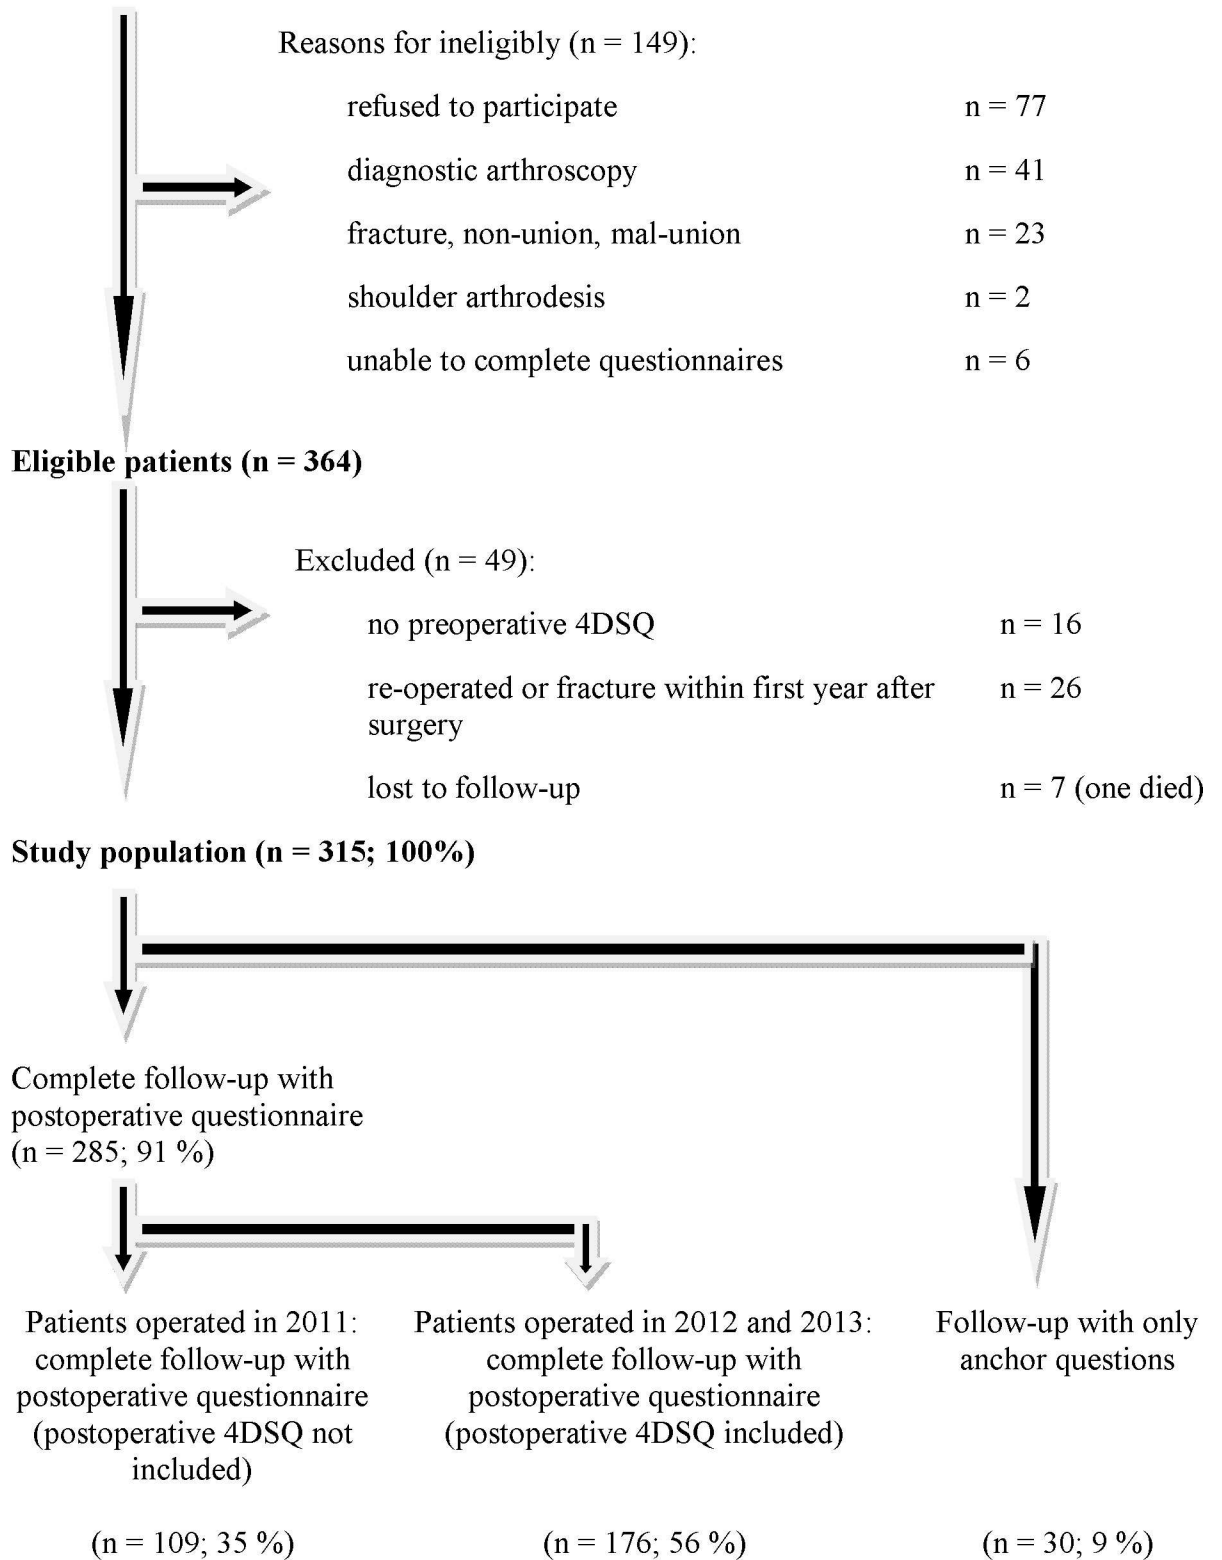 Reasons for ineligibly (n = 149):
refused to participate n = 77
diagnostic arthroscopy n = 41
fracture, non-union, mal-union n = 23
shoulder arthrodesis n = 2
unable to complete questionnaires n = 6
Eligible patients (n = 364)
Excluded (n = 49):
no preoperative 4DSQ n = 16
re-operated or fracture within first year after n = 26
surgery
lost to follow-up n = 7 (one died)
Study population (n = 315; 100%)
Complete follow-up with
postoperative questionnaire
(n = 285; 91 %)
Patients operated in 2011:
complete follow-up with
postoperative questionnaire
(postoperative 4DSQ not
included)
(n = 109; 35 %)
Patients operated in 2012 and 2013:
complete follow-up with
postoperative questionnaire
(postoperative 4DSQ included)
(n = 176; 56 %)
Follow-up with only
anchor questions
(n = 30; 9 %)